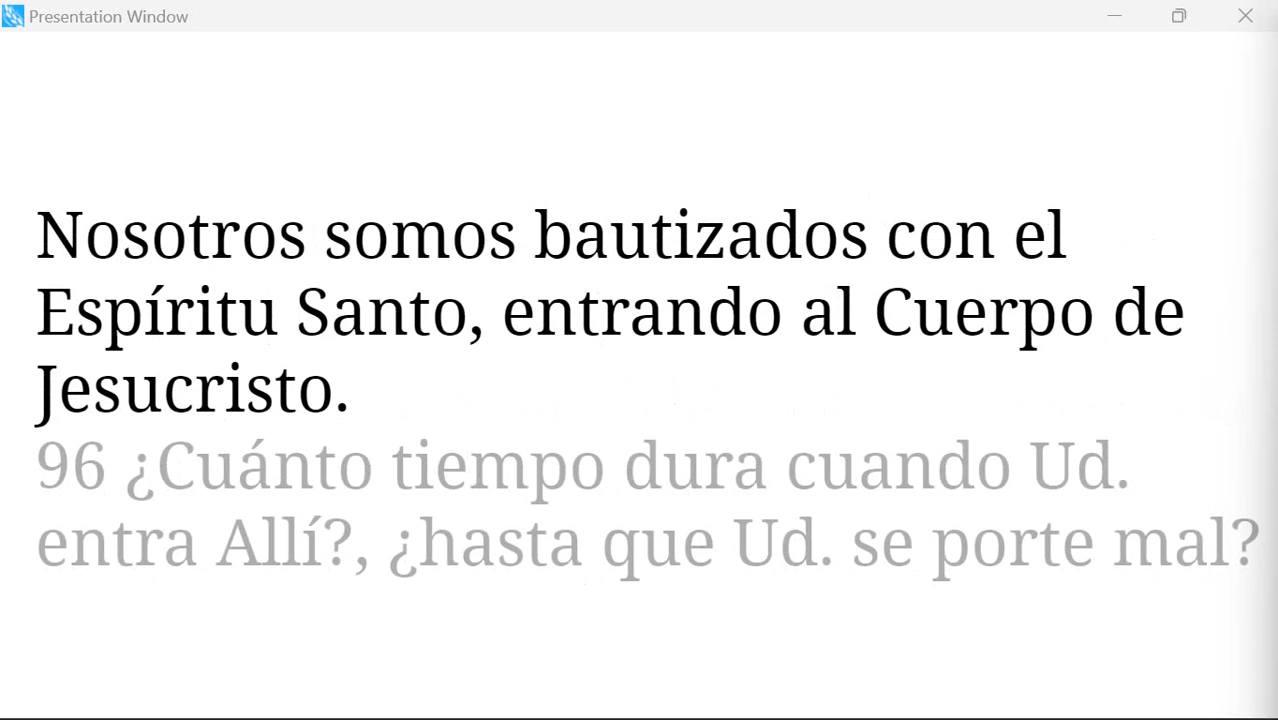 Presentation Window
Nosotros somos bautizados con el
Espíritu Santo, entrando al Cuerpo de
Jesucristo.
96 ¿Cuánto tiempo dura cuando Ud.
entra Allí?, ¿hasta que Ud. se porte mal?